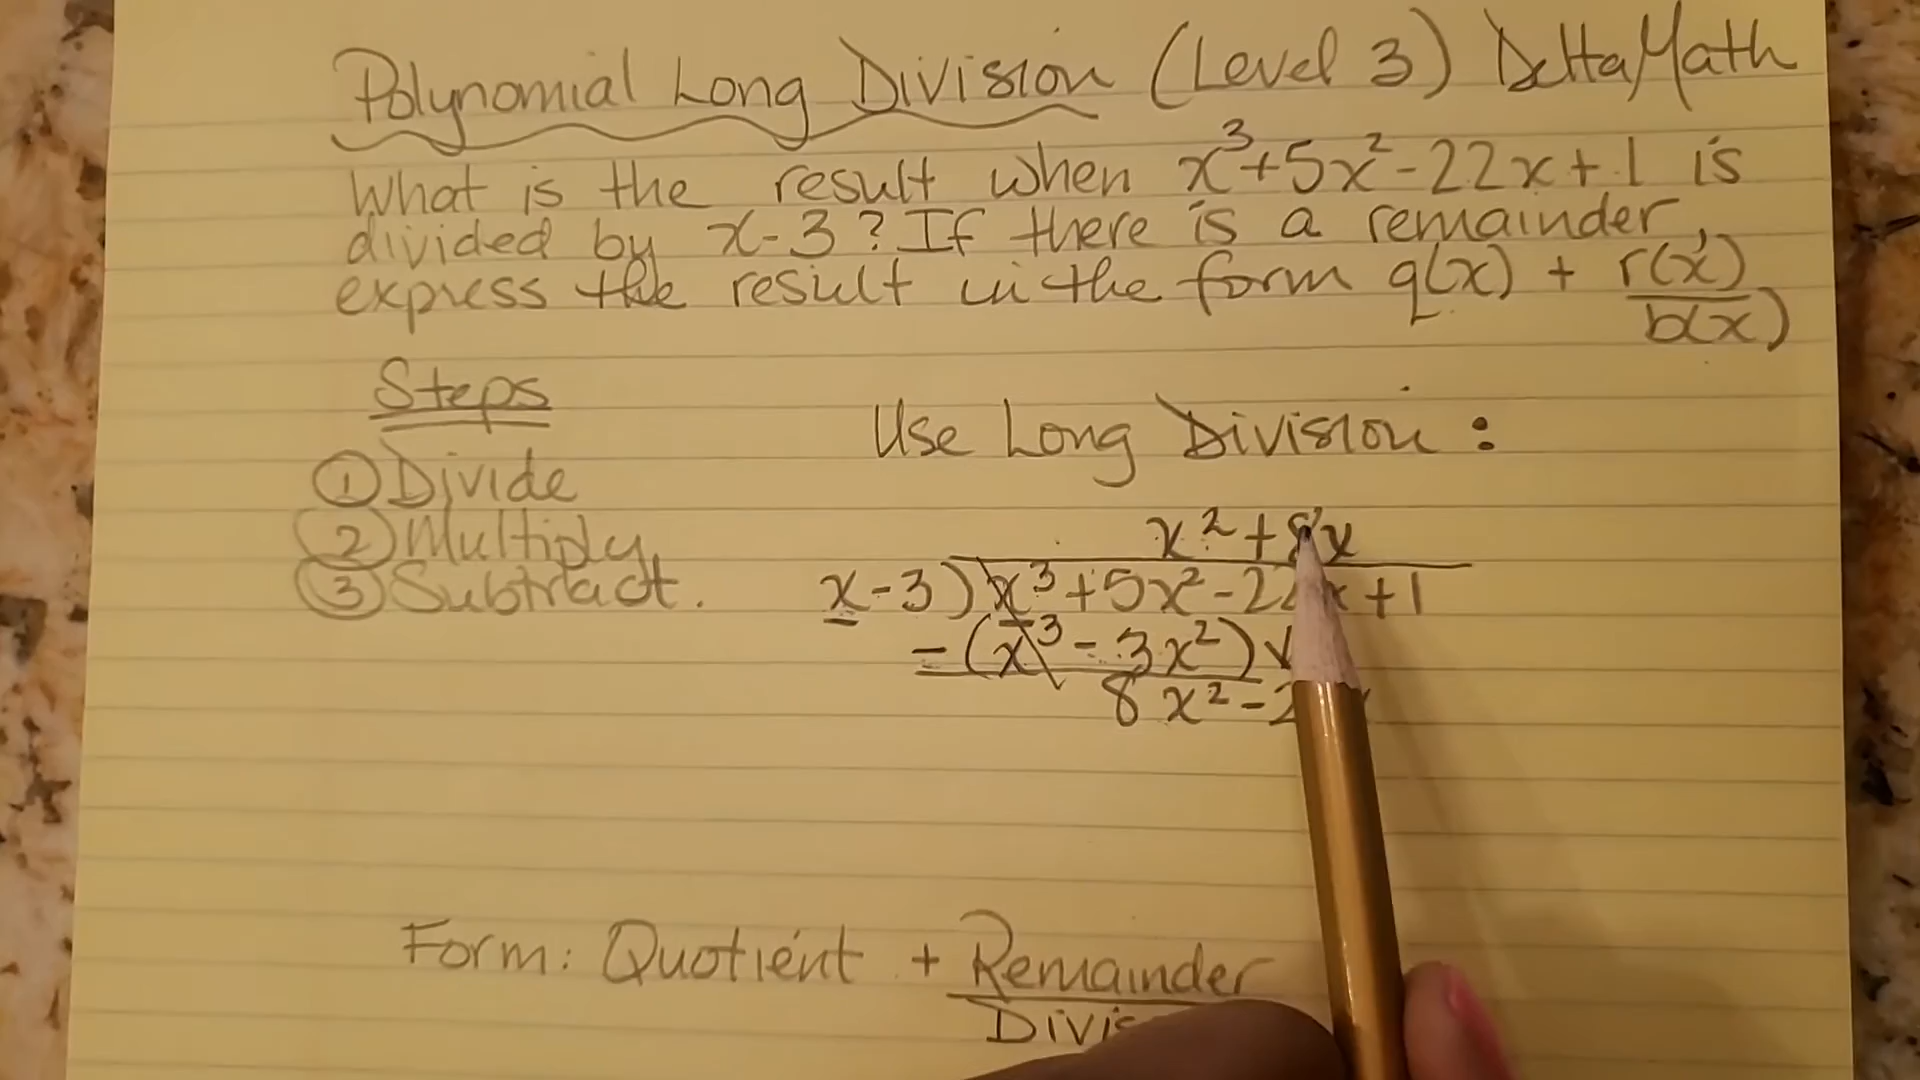 Polynomial Long Division (Level 3) DeltaMath
What is the result when x³+5x²-22x+1 is
divided by x-3? If there is a remainder,
express the result in the form q(x) + r(x)
b(x)
Steps
① Divide
② Multiply
③ Subtract.
Use Long Division:
x²+8x
x-3)x³+5x²-22x+1
-(x³-3x²)↓
8x²-2
Form: Quotient + Remainder